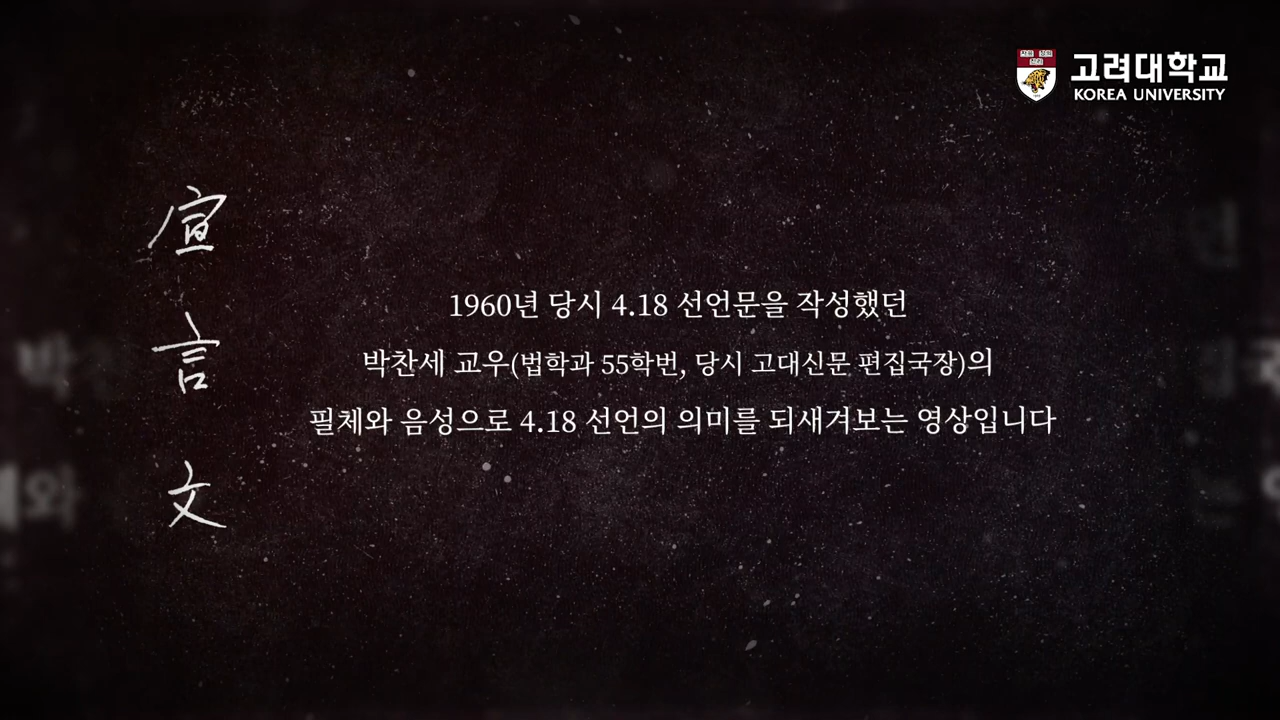 고려대학교
KOREA UNIVERSITY
宣言文
1960년 당시 4.18 선언문을 작성했던
박찬세 교우(법학과 55학번, 당시 고대신문 편집국장)의
필체와 음성으로 4.18 선언의 의미를 되새겨보는 영상입니다